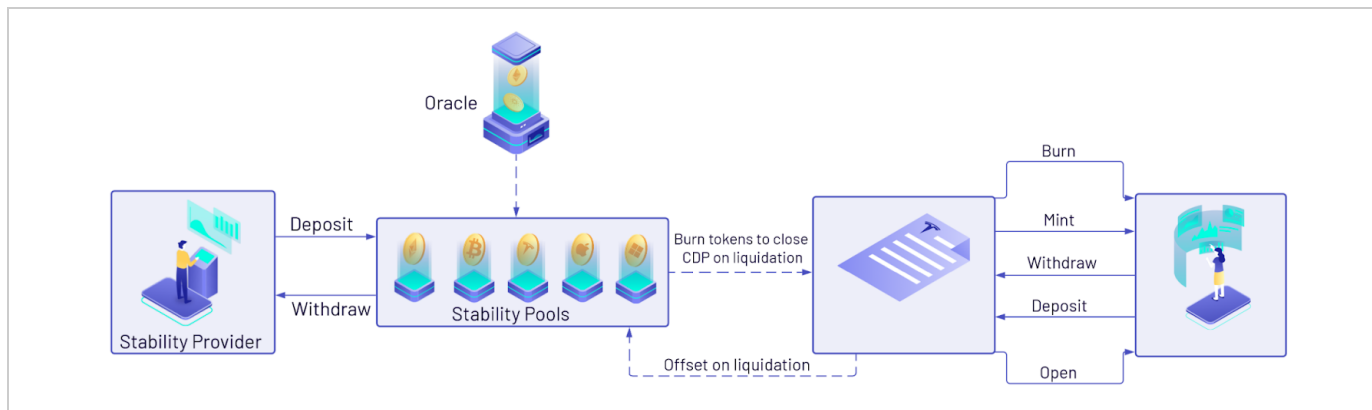 Oracle
Burn
Deposit
Burn tokens to close
CDP on liquidation
Mint
Withdraw
Withdraw
Stability Pools
Deposit
Stability Provider
Offset on liquidation
Open